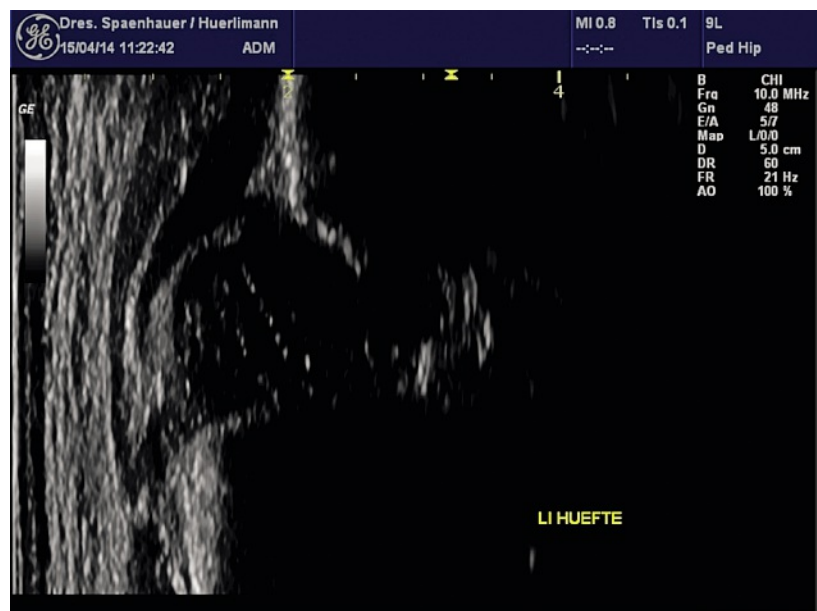 Dres. Spaenhauer / Huerlimann
15/04/14 11:22:42 ADM
MI 0.8 TIs 0.1
--:--:--
9L
Ped Hip
GE
2
4
B CHI
Frq 10.0 MHz
Gn 48
E/A 5/7
Map L/0/0
D 5.0 cm
DR 60
FR 21 Hz
AO 100 %
GE
LI HUEFTE